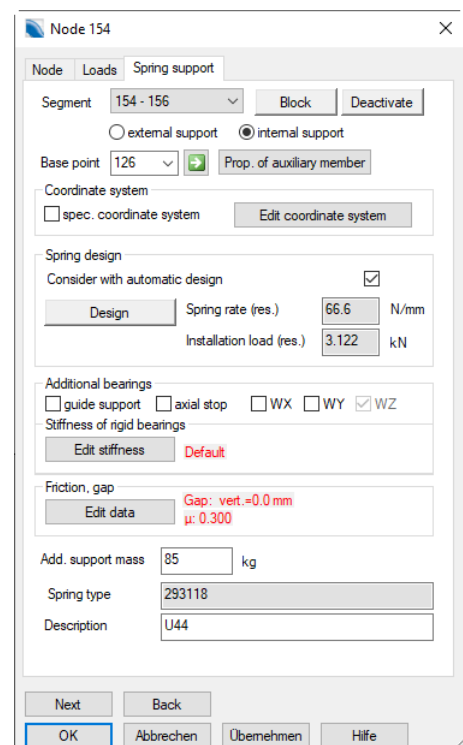 Node 154
Node Loads Spring support
Segment 154 - 156 Block Deactivate
external support internal support
Base point 126 Prop. of auxiliary member
Coordinate system
spec. coordinate system Edit coordinate system
Spring design
Consider with automatic design
Design Spring rate (res.) 66.6 N/mm
Installation load (res.) 3.122 kN
Additional bearings
guide support axial stop WX WY WZ
Stiffness of rigid bearings
Edit stiffness Default
Friction, gap
Gap: vert.=0.0 mm
Edit data
μ: 0.300
Add. support mass 85 kg
Spring type 293118
Description U44
Next Back
OK Abbrechen Übernehmen Hilfe